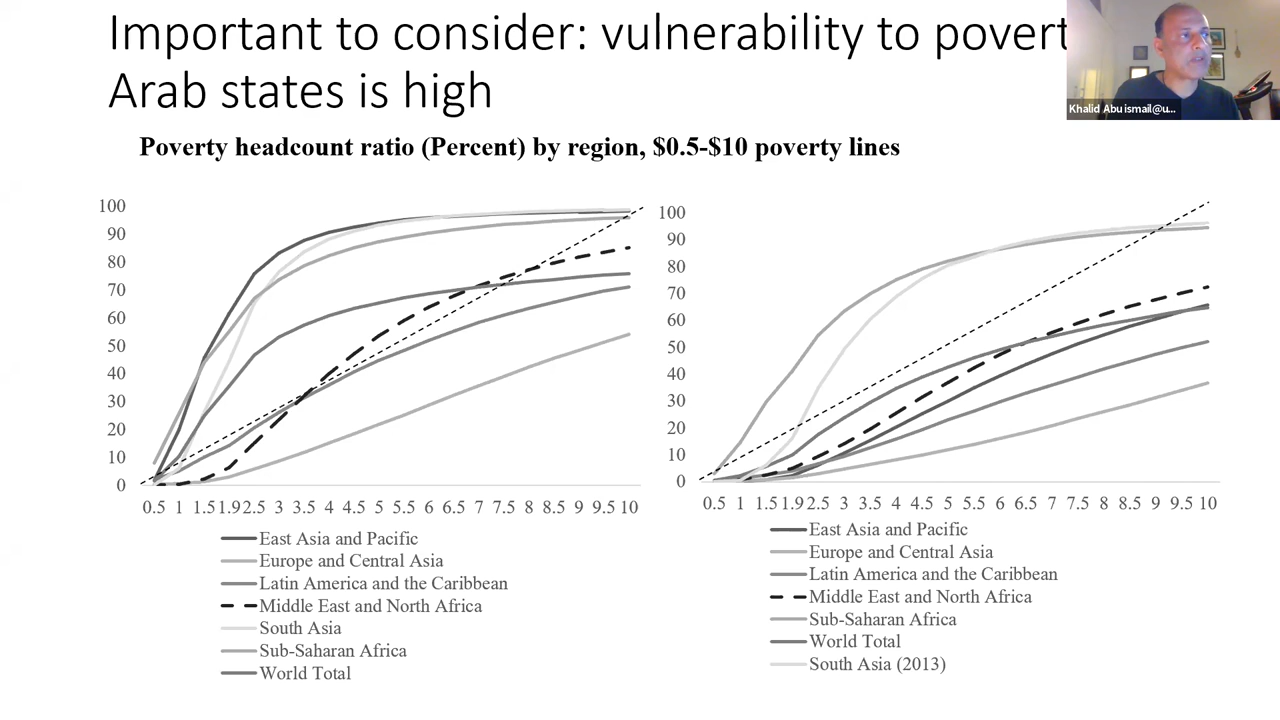 Important to consider: vulnerability to povert
Arab states is high
Khalid Abuismail@u...
Poverty headcount ratio (Percent) by region, $0.5-$10 poverty lines
100
90
80
70
60
50
40
30
20
10
0
0.5 1 1.5 1.9 2.5 3 3.5 4 4.5 5 5.5 6 6.5 7 7.5 8 8.5 9 9.5 10
East Asia and Pacific
Europe and Central Asia
Latin America and the Caribbean
Middle East and North Africa
South Asia
Sub-Saharan Africa
World Total
100
90
80
70
60
50
40
30
20
10
0
0.5 1 1.5 1.9 2.5 3 3.5 4 4.5 5 5.5 6 6.5 7 7.5 8 8.5 9 9.5 10
East Asia and Pacific
Europe and Central Asia
Latin America and the Caribbean
Middle East and North Africa
Sub-Saharan Africa
World Total
South Asia (2013)